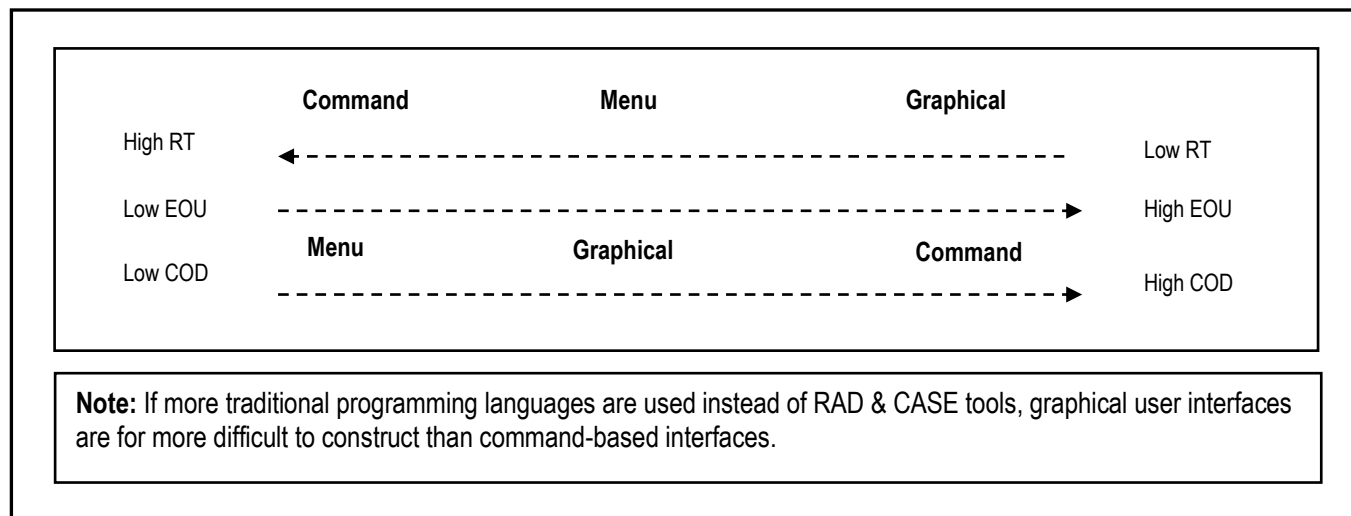 Command Menu Graphical
High RT Low RT
Low EOU High EOU
Menu Graphical Command
Low COD High COD
Note: If more traditional programming languages are used instead of RAD & CASE tools, graphical user interfaces
are for more difficult to construct than command-based interfaces.